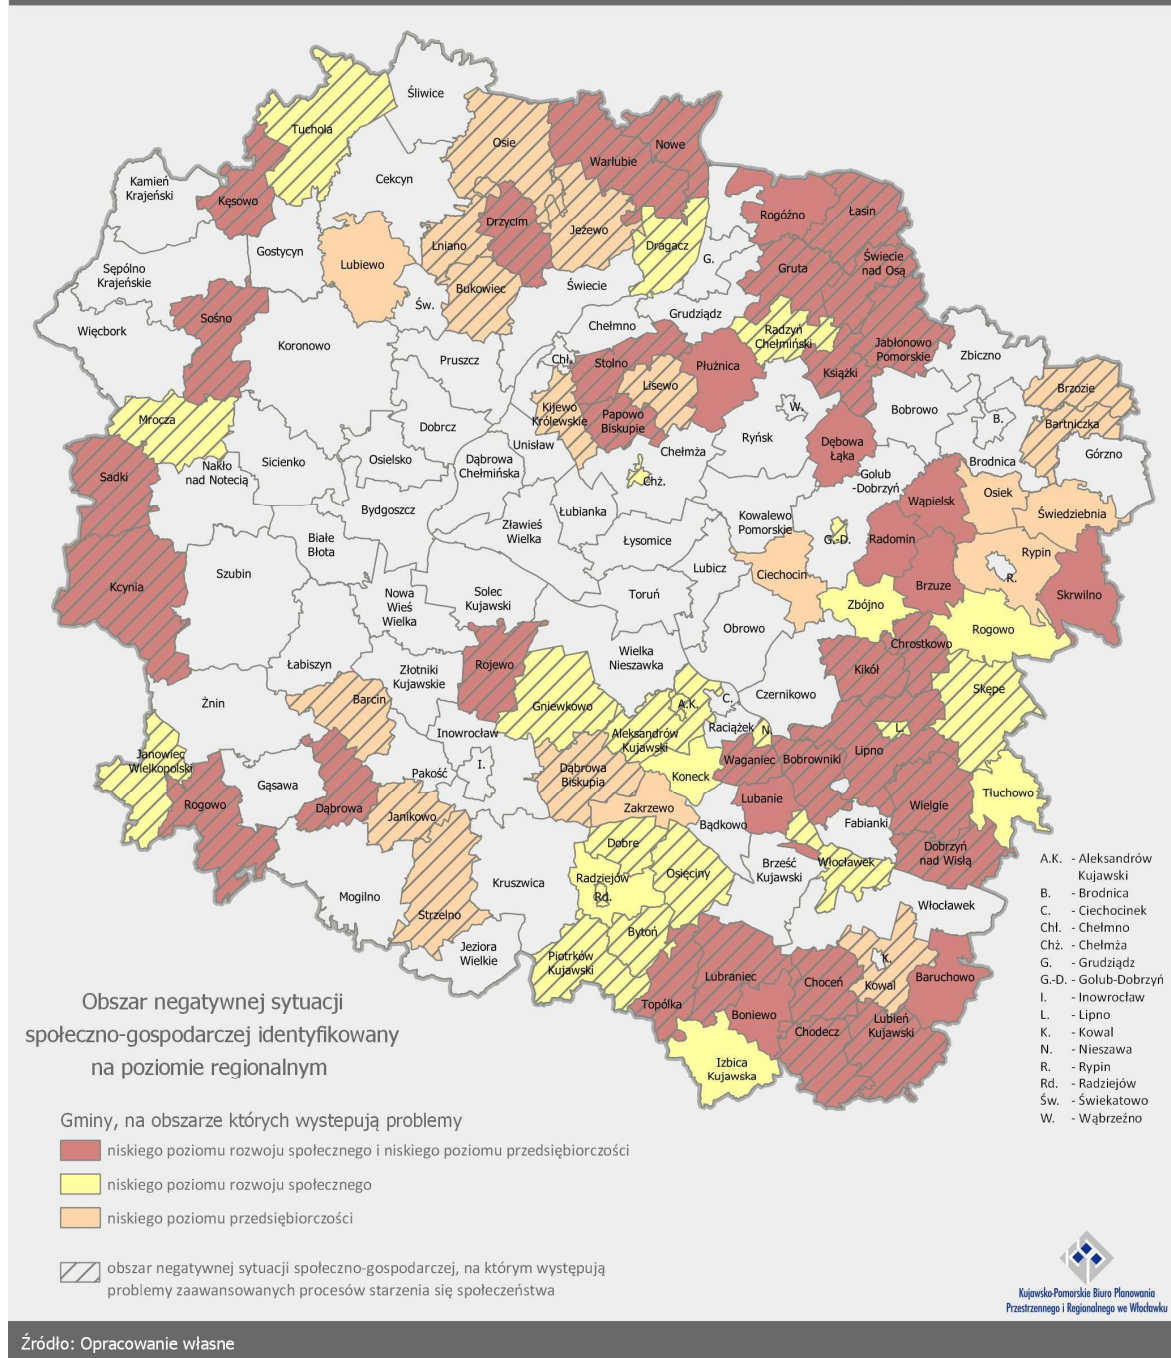 Śliwice
Tuchola
Osie
Nowe
Warlubie
Cekcyn
Kamień
Krajeński
Kęsowo
Drzycim
Rogóźno
Łasin
Jeżewo
Gostycyn
Lniano
Dragacz
G.
Lubiewo
Świecie
nad Osą
Sępólno
Krajeńskie
Gruta
Bukowiec
Świecie
Św.
Sośno
Grudziądz
Więcbork
Chełmno
Radzyń
Chełmiński
Koronowo
Jabłonowo
Pomorskie
Zbiczno
Pruszcz
Chł.
Stolno
Płużnica
Książki
Lisewo
Brzozie
W.
Kijewo
Królewskie
Papowo
Biskupie
Bobrowo
B.
Mrocza
Bartniczka
Dobrcz
Ryńsk
Dębowa
Łąka
Unisław
Chełmża
Górzno
Sicienko
Osielsko
Dąbrowa
Chełmińska
Brodnica
Nakło
nad Notecią
Sadki
Chż.
Golub
-Dobrzyń
Osiek
Wąpielsk
Bydgoszcz
Łubianka
Kowalewo
Pomorskie
Świedziebnia
Zławieś
Wielka
Białe
Błota
Łysomice
G.-D.
Radomin
Rypin
Szubin
Lubicz
Ciechocin
R.
Kcynia
Brzuze
Skrwilno
Nowa
Wieś
Wielka
Solec
Kujawski
Toruń
Zbójno
Obrowo
Rogowo
Chrostkowo
Wielka
Nieszawka
Łabiszyn
Złotniki
Kujawskie
Rojewo
Kikół
Skępe
Żnin
Barcin
Czernikowo
C.
A.K.
Gniewkowo
Raciążek
N.
L.
Inowrocław
Aleksandrów
Kujawski
Janowiec
Wielkopolski
Lipno
Waganiec
Bobrowniki
I.
Pakość
Dąbrowa
Biskupia
Koneck
Gąsawa
Tłuchowo
Rogowo
Dąbrowa
Lubanie
Wielgie
Zakrzewo
Janikowo
Bądkowo
Fabianki
Dobre
Dobrzyń
nad Wisłą
Brześć
Kujawski
Włocławek
Osięciny
Radziejów
Kruszwica
Mogilno
Rd.
Włocławek
Strzelno
Bytoń
Jeziora
Wielkie
Piotrków
Kujawski
K.
Lubraniec
Choceń
Kowal
Baruchowo
Topólka
Boniewo
Lubień
Kujawski
Chodecz
Izbica
Kujawska
A.K. - Aleksandrów
Kujawski
B. - Brodnica
C. - Ciechocinek
Chł. - Chełmno
Chż. - Chełmża
G. - Grudziądz
G.-D. - Golub-Dobrzyń
I. - Inowrocław
L. - Lipno
K. - Kowal
N. - Nieszawa
R. - Rypin
Rd. - Radziejów
Św. - Świekatowo
W. - Wąbrzeźno
Obszar negatywnej sytuacji
społeczno-gospodarczej identyfikowany
na poziomie regionalnym
Gminy, na obszarze których wystepują problemy
niskiego poziomu rozwoju społecznego i niskiego poziomu przedsiębiorczości
niskiego poziomu rozwoju społecznego
niskiego poziomu przedsiębiorczości
obszar negatywnej sytuacji społeczno-gospodarczej, na którym występują
problemy zaawansowanych procesów starzenia się społeczeństwa
Kujawsko-Pomorskie Biuro Planowania
Przestrzennego i Regionalnego we Włocławku
Źródło: Opracowanie własne